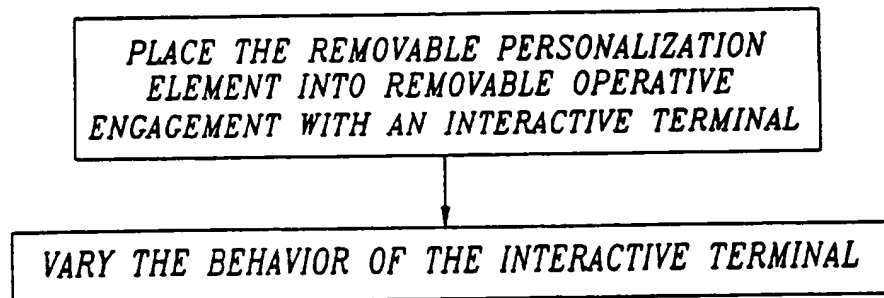 PLACE THE REMOVABLE PERSONALIZATION
ELEMENT INTO REMOVABLE OPERATIVE
ENGAGEMENT WITH AN INTERACTIVE TERMINAL
VARY THE BEHAVIOR OF THE INTERACTIVE TERMINAL